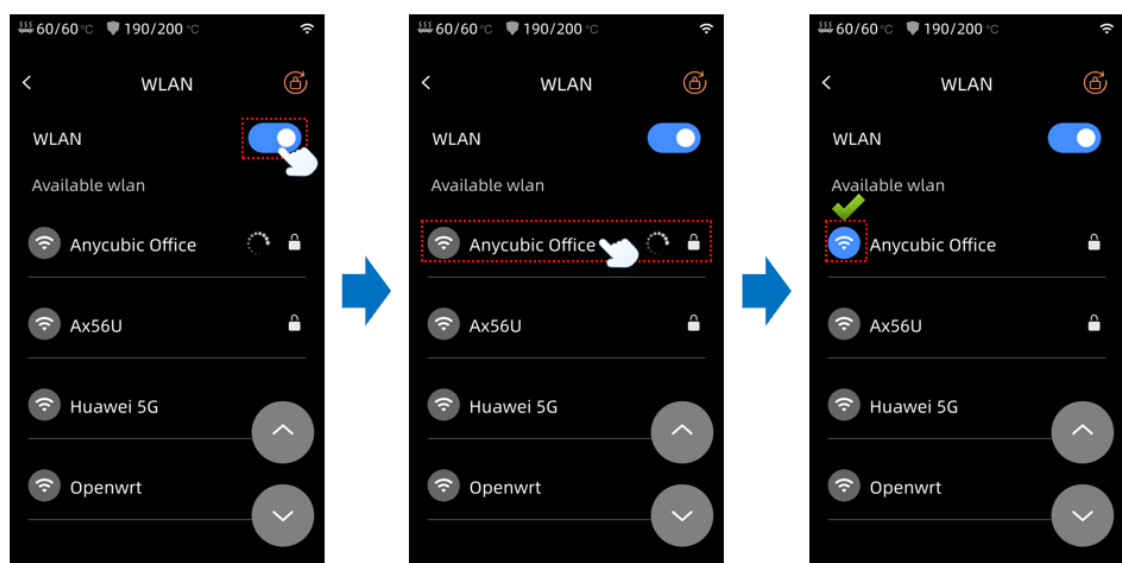 60/60 °C 190/200 °C
WLAN
WLAN
Available wlan
Anycubic Office
Ax56U
Huawei 5G
Openwrt
60/60 °C 190/200 °C
WLAN
WLAN
Available wlan
Anycubic Office
Ax56U
Huawei 5G
Openwrt
60/60 °C 190/200 °C
WLAN
WLAN
Available wlan
Anycubic Office
Ax56U
Huawei 5G
Openwrt